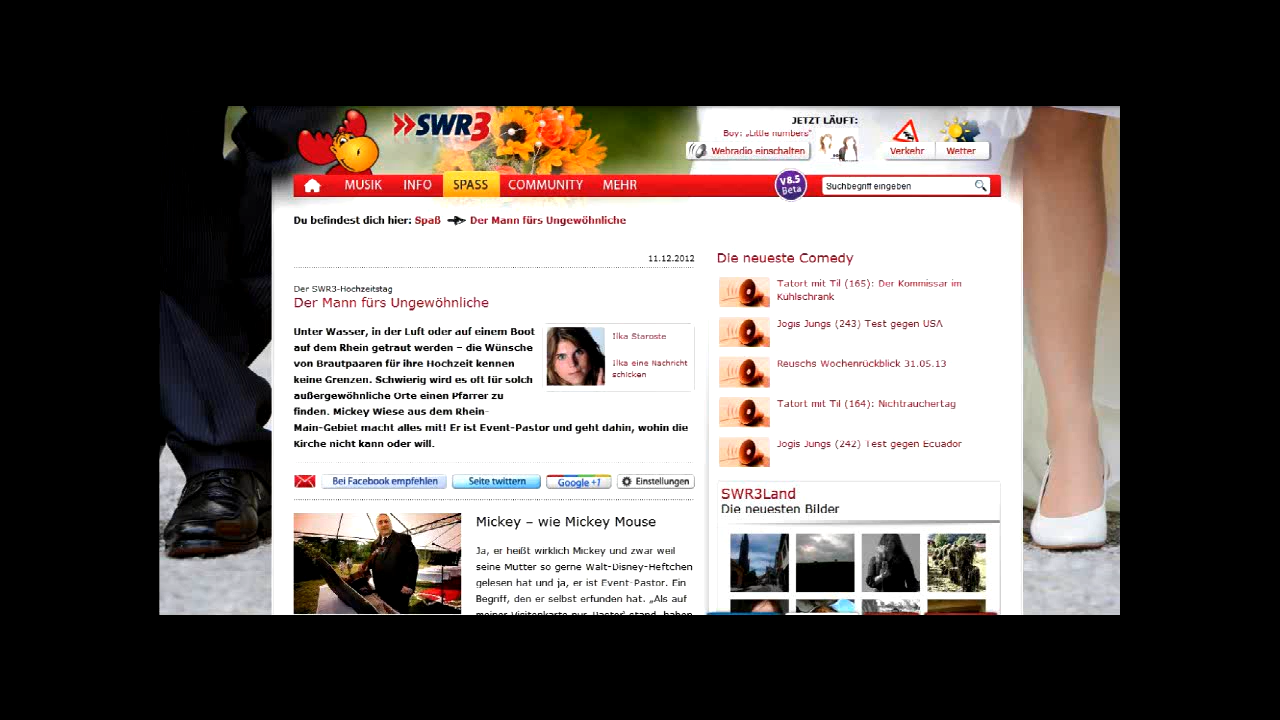 SWR3
JETZT LÄUFT:
Boy: „Little numbers"
Webradio einschalten
Verkehr
Wetter
MUSIK
INFO
SPASS
COMMUNITY
MEHR
V8.5
Beta
Suchbegriff eingeben
Du befindest dich hier: Spaß Der Mann fürs Ungewöhnliche
11.12.2012
Der SWR3-Hochzeitstag
Der Mann fürs Ungewöhnliche
Unter Wasser, in der Luft oder auf einem Boot
auf dem Rhein getraut werden – die Wünsche
von Brautpaaren für ihre Hochzeit kennen
keine Grenzen. Schwierig wird es oft für solch
außergewöhnliche Orte einen Pfarrer zu
finden. Mickey Wiese aus dem Rhein-
Main-Gebiet macht alles mit! Er ist Event-Pastor und geht dahin, wohin die
Kirche nicht kann oder will.
Ilka Staroste
Ilka eine Nachricht
schicken
Bei Facebook empfehlen
Seite twittern
Google +1
Einstellungen
Mickey – wie Mickey Mouse
Ja, er heißt wirklich Mickey und zwar weil
seine Mutter so gerne Walt-Disney-Heftchen
gelesen hat und ja, er ist Event-Pastor. Ein
Begriff, den er selbst erfunden hat. „Als auf
meiner Visitenkarte nur ‚Pastor' stand, haben
Die neueste Comedy
Tatort mit Til (165): Der Kommissar im
Kühlschrank
Jogis Jungs (243) Test gegen USA
Reuschs Wochenrückblick 31.05.13
Tatort mit Til (164): Nichtrauchertag
Jogis Jungs (242) Test gegen Ecuador
SWR3Land
Die neuesten Bilder